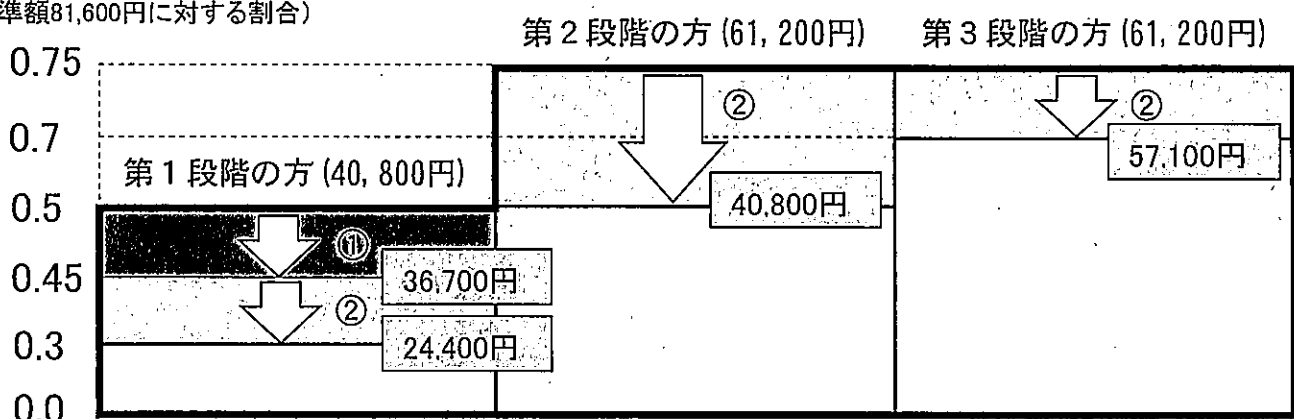 準額81,600円に対する割合）
第２段階の方(61,200円)
第３段階の方(61,200円)
0.75
②
②
0.7
57,100円
第１段階の方(40,800円)
40,800円
0.5
①
36,700円
0.45
②
24,400円
0.3
0.0